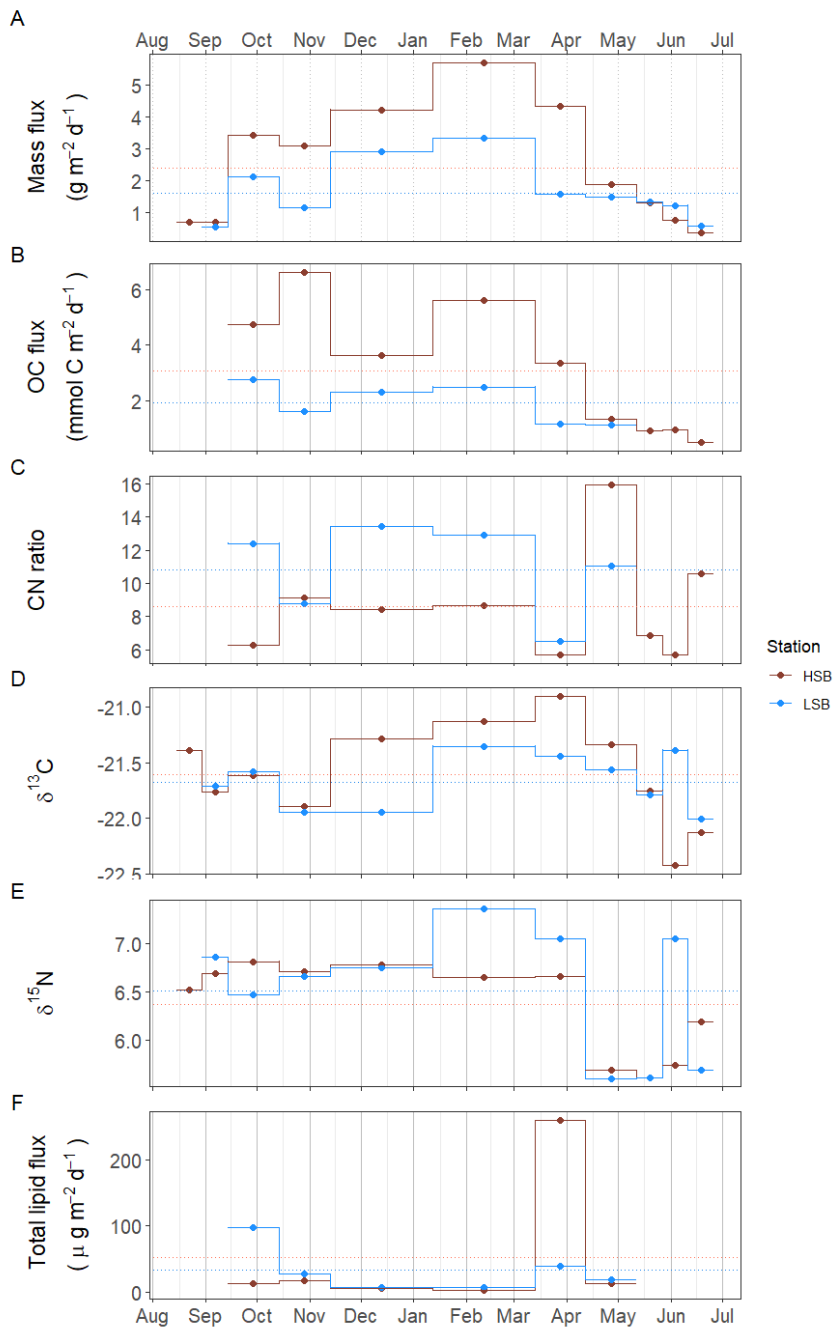 A
Aug Sep Oct Nov Dec Jan Feb Mar Apr May Jun Jul
Mass flux
(g m⁻² d⁻¹)
5
4
3
2
1
B
OC flux
(mmol C m⁻² d⁻¹)
6
4
2
C
CN ratio
16
14
12
10
8
6
D
δ¹³C
-21.0
-21.5
-22.0
-22.5
Station
HSB
LSB
E
δ¹⁵N
7.0
6.5
6.0
F
Total lipid flux
( μ g m⁻² d⁻¹ )
200
100
0
Aug Sep Oct Nov Dec Jan Feb Mar Apr May Jun Jul